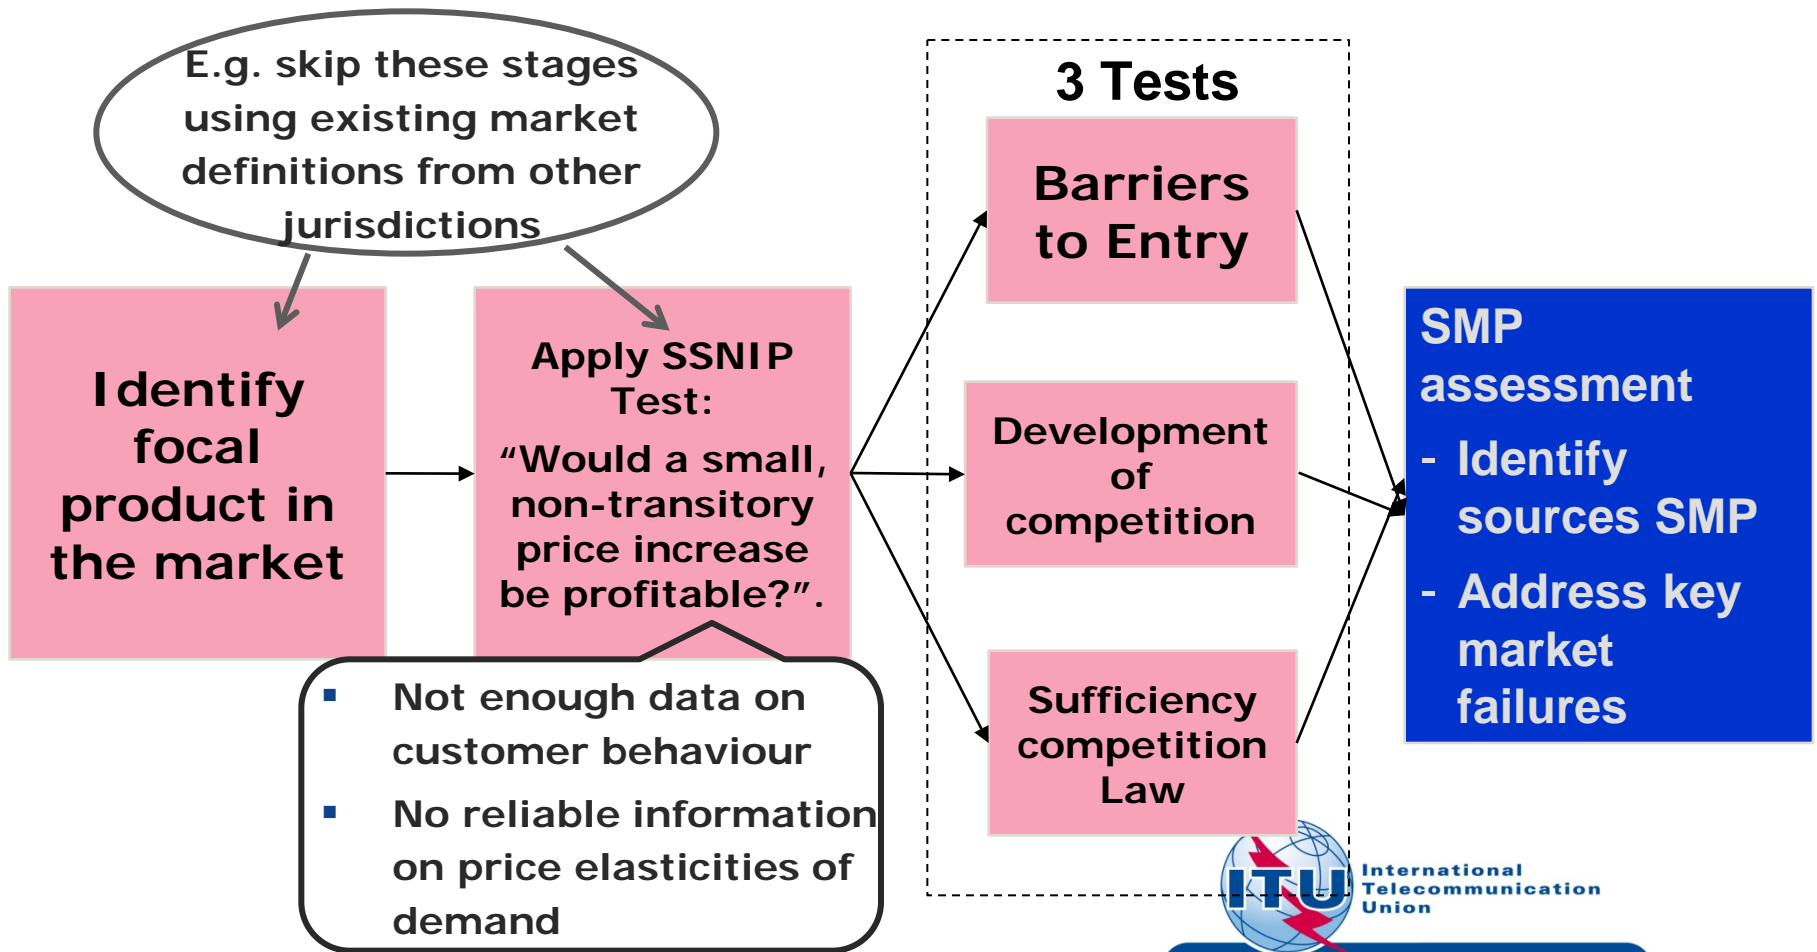 E.g. skip these stages
using existing market
definitions from other
jurisdictions
Identify
focal
product in
the market
Apply SSNIP
Test:
“Would a small,
non-transitory
price increase
be profitable?”.
▪ Not enough data on
customer behaviour
▪ No reliable information
on price elasticities of
demand
3 Tests
Barriers
to Entry
Development
of
competition
Sufficiency
competition
Law
SMP
assessment
- Identify
sources SMP
- Address key
market
failures
ITU
International
Telecommunication
Union